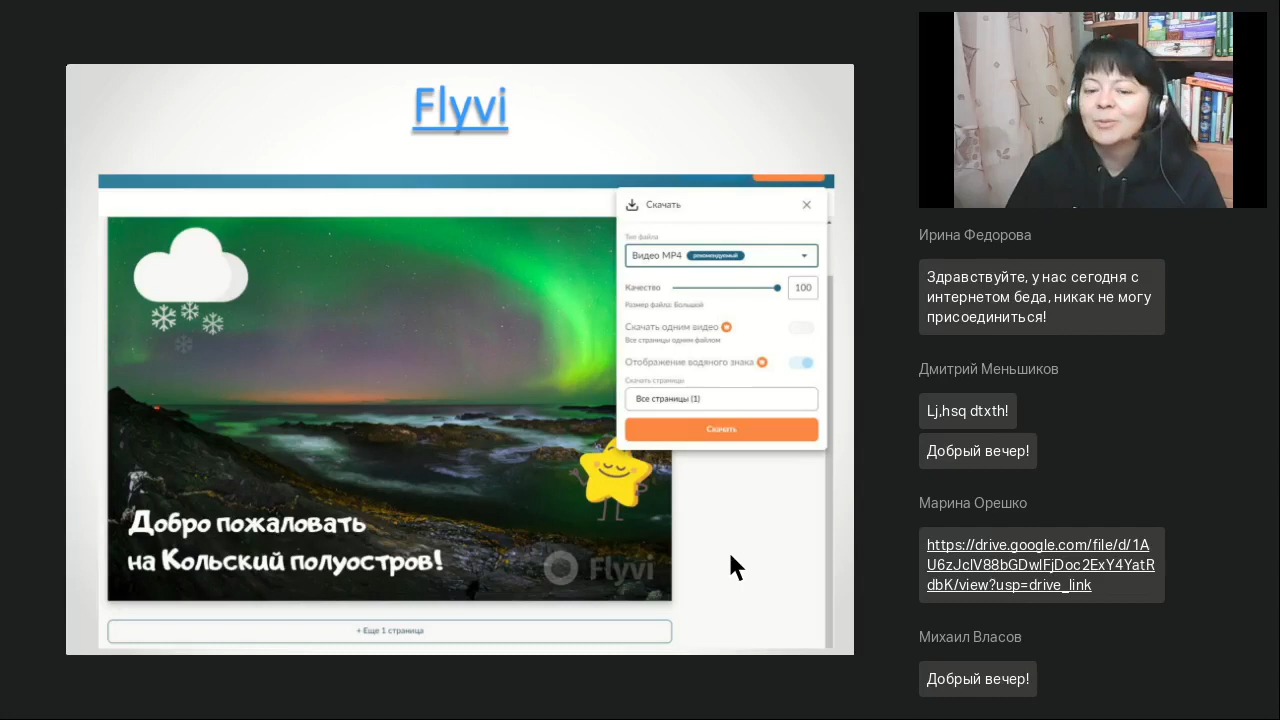 Flyvi
Скачать
Тип файла
Видео MP4 рекомендуемый
Качество 100
Размер файла: Большой
Скачать одним видео
Все страницы одним файлом
Отображение водяного знака
Скачать страницы
Все страницы (1)
Скачать
Добро пожаловать
на Кольский полуостров!
Flyvi
+ Еще 1 страница
Ирина Федорова
Здравствуйте, у нас сегодня с
интернетом беда, никак не могу
присоединиться!
Дмитрий Меньшиков
Lj,hsq dtxth!
Добрый вечер!
Марина Орешко
https://drive.google.com/file/d/1A
U6zJclV88bGDwlFjDoc2ExY4YatR
dbK/view?usp=drive_link
Михаил Власов
Добрый вечер!